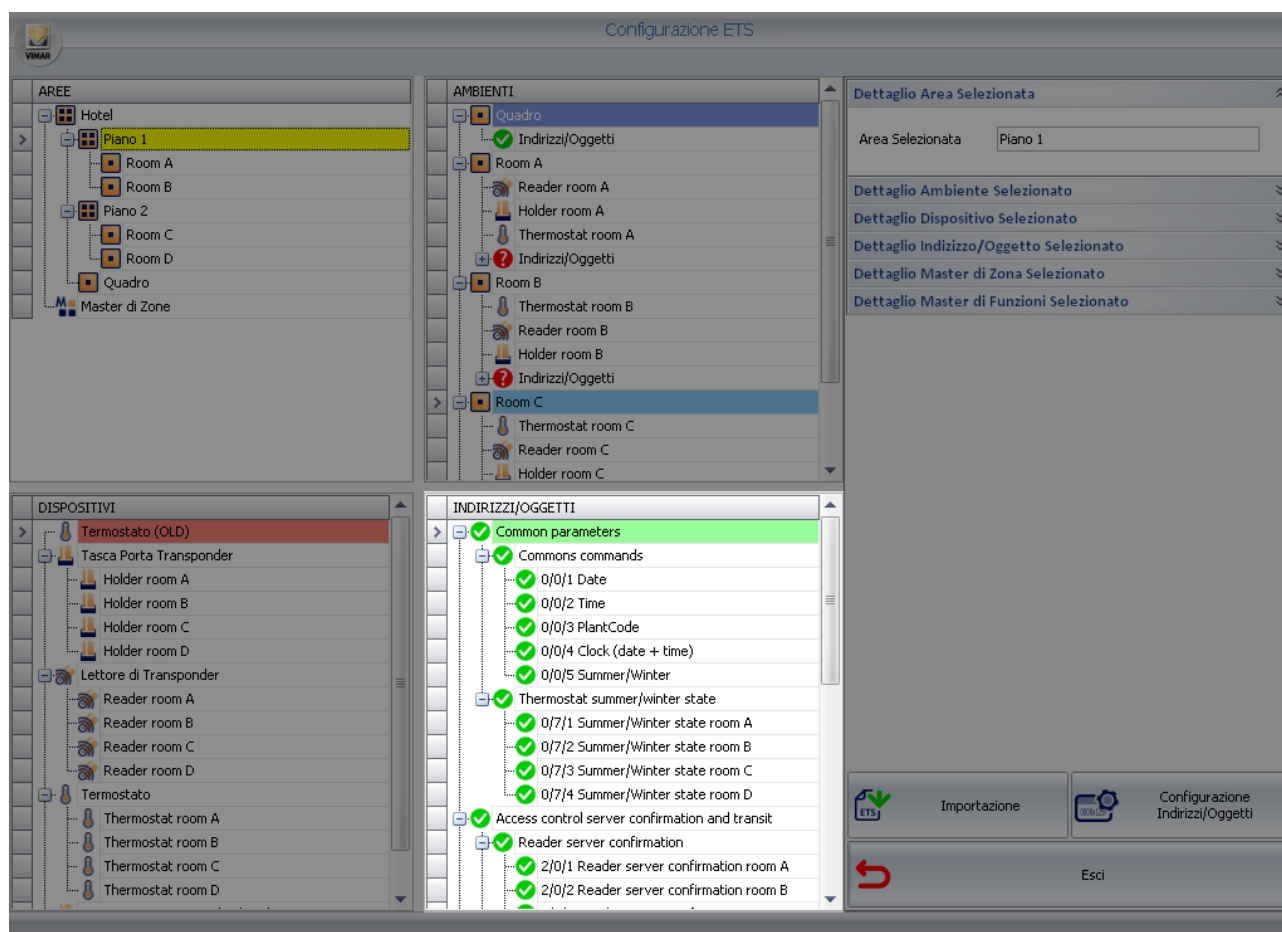 Configurazione ETS
VIMAR
AREE
Hotel
Piano 1
Room A
Room B
Piano 2
Room C
Room D
Quadro
Master di Zone
AMBIENTI
Quadro
Indirizzi/Oggetti
Room A
Reader room A
Holder room A
Thermostat room A
Indirizzi/Oggetti
Room B
Thermostat room B
Reader room B
Holder room B
Indirizzi/Oggetti
Room C
Thermostat room C
Reader room C
Holder room C
Dettaglio Area Selezionata
Area Selezionata Piano 1
Dettaglio Ambiente Selezionato
Dettaglio Dispositivo Selezionato
Dettaglio Indizizzo/Oggetto Selezionato
Dettaglio Master di Zona Selezionato
Dettaglio Master di Funzioni Selezionato
DISPOSITIVI
Termostato (OLD)
Tasca Porta Transponder
Holder room A
Holder room B
Holder room C
Holder room D
Lettore di Transponder
Reader room A
Reader room B
Reader room C
Reader room D
Termostato
Thermostat room A
Thermostat room B
Thermostat room C
Thermostat room D
INDIRIZZI/OGGETTI
Common parameters
Commons commands
0/0/1 Date
0/0/2 Time
0/0/3 PlantCode
0/0/4 Clock (date + time)
0/0/5 Summer/Winter
Thermostat summer/winter state
0/7/1 Summer/Winter state room A
0/7/2 Summer/Winter state room B
0/7/3 Summer/Winter state room C
0/7/4 Summer/Winter state room D
Access control server confirmation and transit
Reader server confirmation
2/0/1 Reader server confirmation room A
2/0/2 Reader server confirmation room B
ETS
Importazione
Configurazione
Indirizzi/Oggetti
Esci